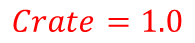 Crate = 1.0